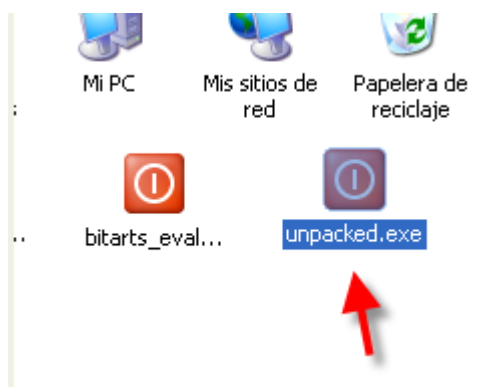 Mi PC
Mis sitios de
red
Papelera de
reciclaje
bitarts_eval...
unpacked.exe